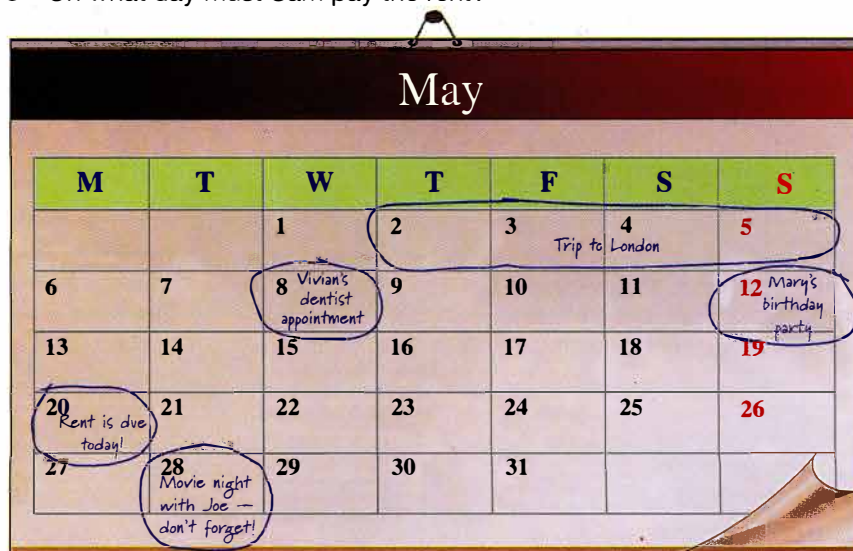 On what day must Sam pay the rent?
May
M T W T F S S
1 2 3 4 5
Trip to London
6 7 8 9 10 11 12
Vivian's
dentist
appointment
Mary's
birthday
party
13 14 15 16 17 18 19
20 21 22 23 24 25 26
Rent is due
today!
27 28 29 30 31
Movie night
with Joe —
don't forget!